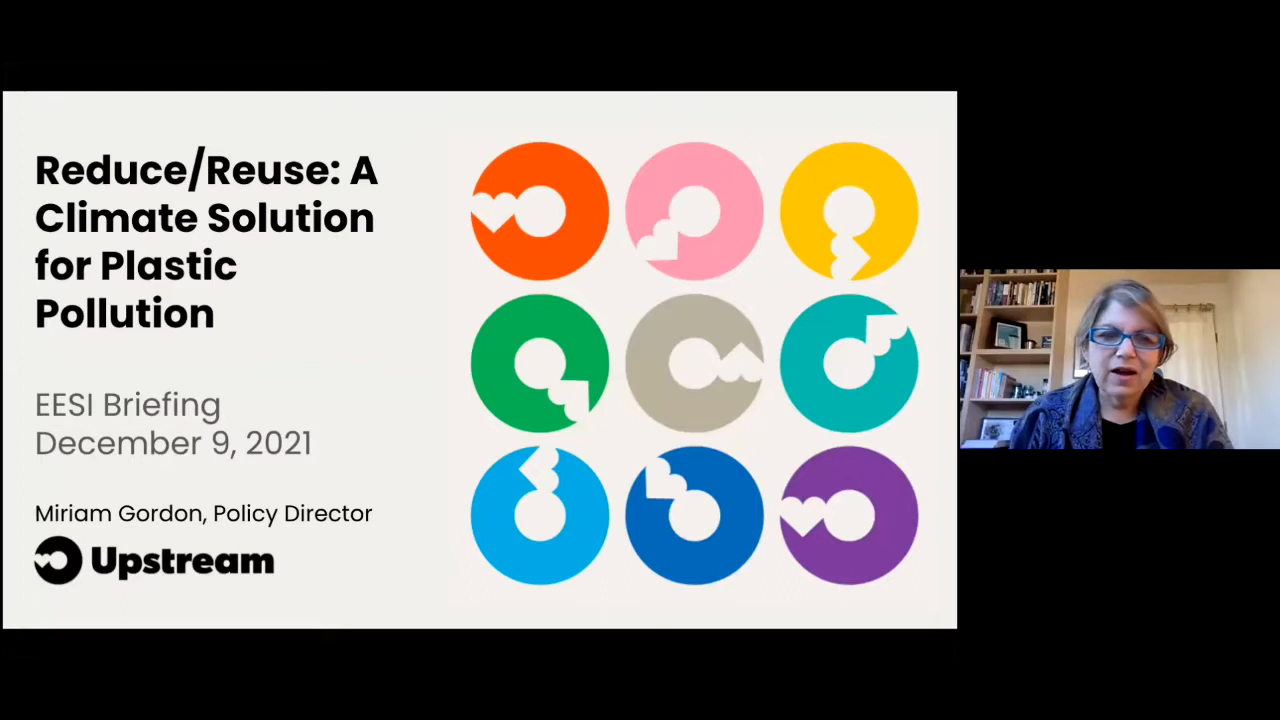 Reduce/Reuse: A
Climate Solution
for Plastic
Pollution
EESI Briefing
December 9, 2021
Miriam Gordon, Policy Director
Upstream